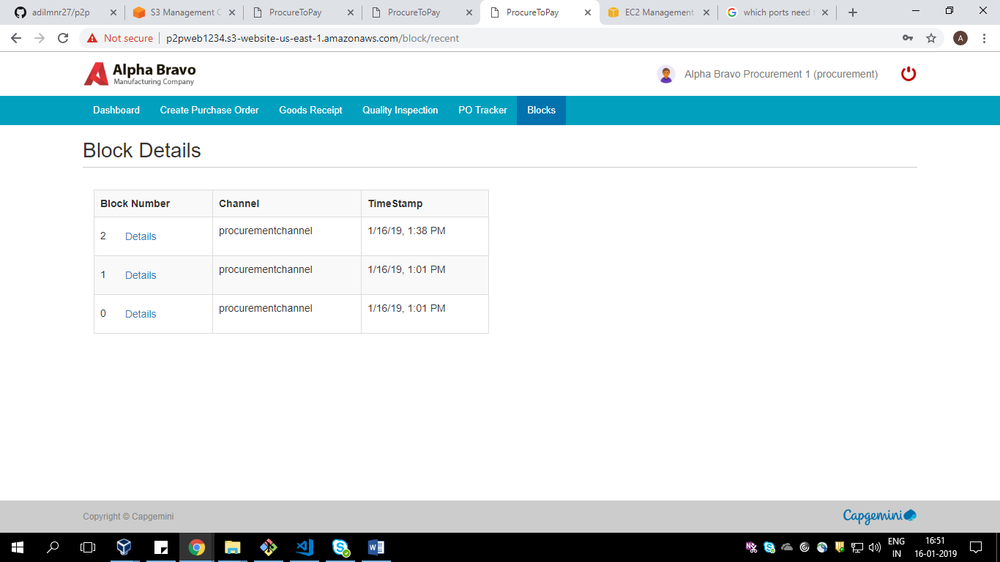 adilmnr27/p2p
S3 Management C
ProcureToPay
ProcureToPay
ProcureToPay
EC2 Management
which ports need
Not secure
p2pweb1234.s3-website-us-east-1.amazonaws.com/block/recent
A
Alpha Bravo
Manufacturing Company
Alpha Bravo Procurement 1 (procurement)
Dashboard Create Purchase Order Goods Receipt Quality Inspection PO Tracker Blocks
Block Details
Block Number Channel TimeStamp
2 Details procurementchannel 1/16/19, 1:38 PM
1 Details procurementchannel 1/16/19, 1:01 PM
0 Details procurementchannel 1/16/19, 1:01 PM
Copyright © Capgemini
Capgemini
ENG 16:51
IN 16-01-2019